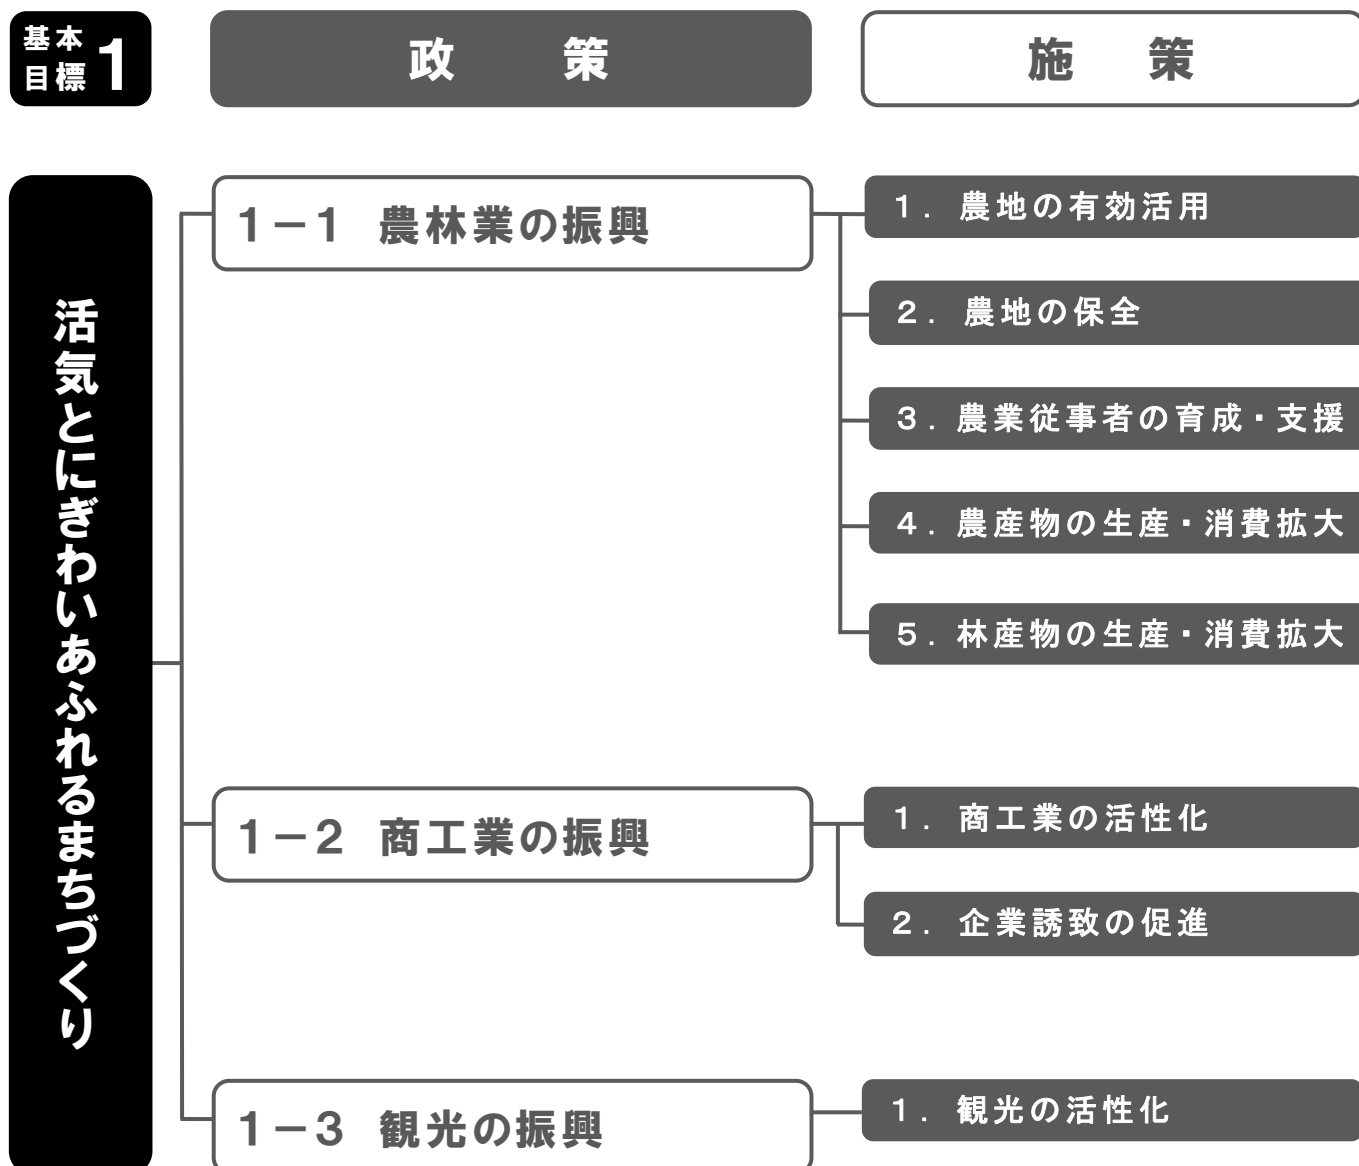 基本
目標 1
政 策
施 策
活気とにぎわいあふれるまちづくり
1－1 農林業の振興
1. 農地の有効活用
2. 農地の保全
3. 農業従事者の育成・支援
4. 農産物の生産・消費拡大
5. 林産物の生産・消費拡大
1－2 商工業の振興
1. 商工業の活性化
2. 企業誘致の促進
1－3 観光の振興
1. 観光の活性化